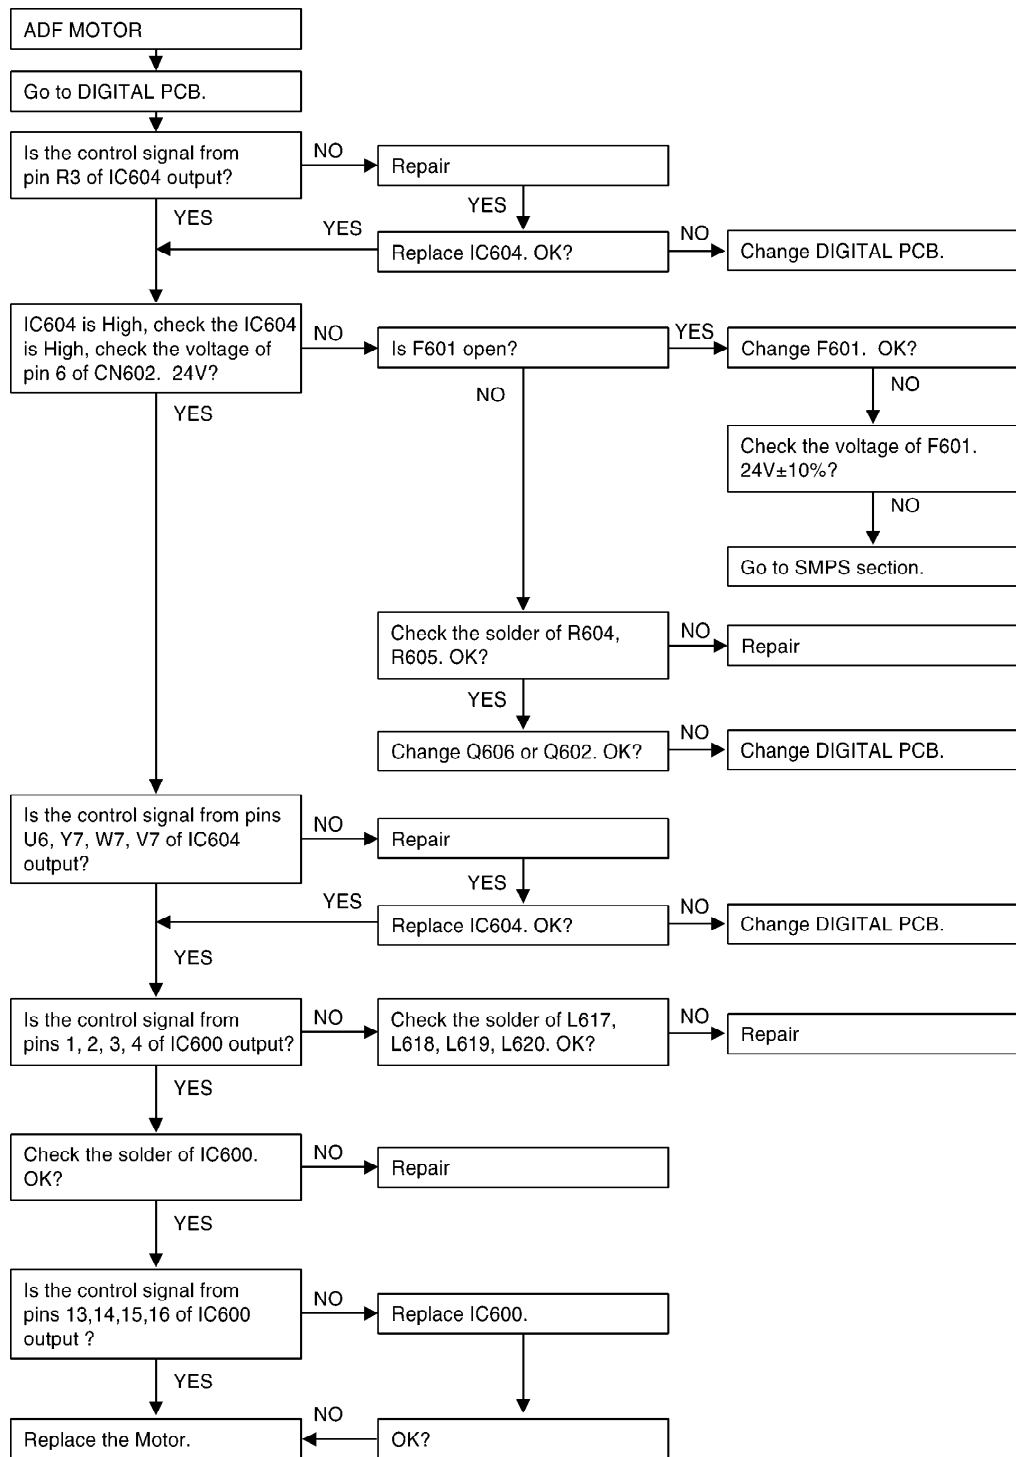 ADF MOTOR
Go to DIGITAL PCB.
Is the control signal from
pin R3 of IC604 output?
NO
Repair
YES
YES
YES
Replace IC604. OK?
NO
Change DIGITAL PCB.
IC604 is High, check the IC604
is High, check the voltage of
pin 6 of CN602.  24V?
NO
Is F601 open?
YES
Change F601.  OK?
YES
NO
NO
Check the voltage of F601.
24V±10%?
NO
Go to SMPS section.
Check the solder of R604,
R605. OK?
NO
Repair
YES
Change Q606 or Q602. OK?
NO
Change DIGITAL PCB.
Is the control signal from pins
U6, Y7, W7, V7 of IC604
output?
NO
Repair
YES
YES
Replace IC604. OK?
NO
Change DIGITAL PCB.
YES
Is the control signal from
pins 1, 2, 3, 4 of IC600 output?
NO
Check the solder of L617,
L618, L619, L620. OK?
NO
Repair
YES
Check the solder of IC600.
OK?
NO
Repair
YES
Is the control signal from
pins 13,14,15,16 of IC600
output ?
NO
Replace IC600.
YES
Replace the Motor.
NO
OK?